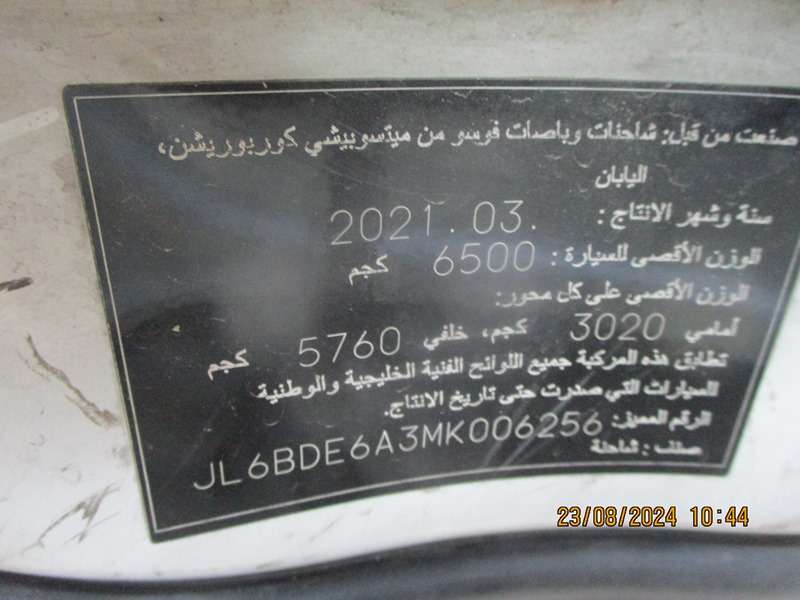 صنعت من قبل: شاحنات وباصات فوسو من ميتسوبيشي كوربوريشن،
اليابان
سنة وشهر الانتاج : 2021.03.
الوزن الأقصى للسيارة : 6500 كجم
الوزن الأقصى على كل محور:
أمامي 3020 كجم، خلفي 5760 كجم
تطابق هذه المركبة جميع اللوائح الفنية الخليجية والوطنية
للسيارات التي صدرت حتى تاريخ الانتاج.
الرقم المميز: JL6BDE6A3MK006256
صنف : شاحنة
23/08/2024 10:44